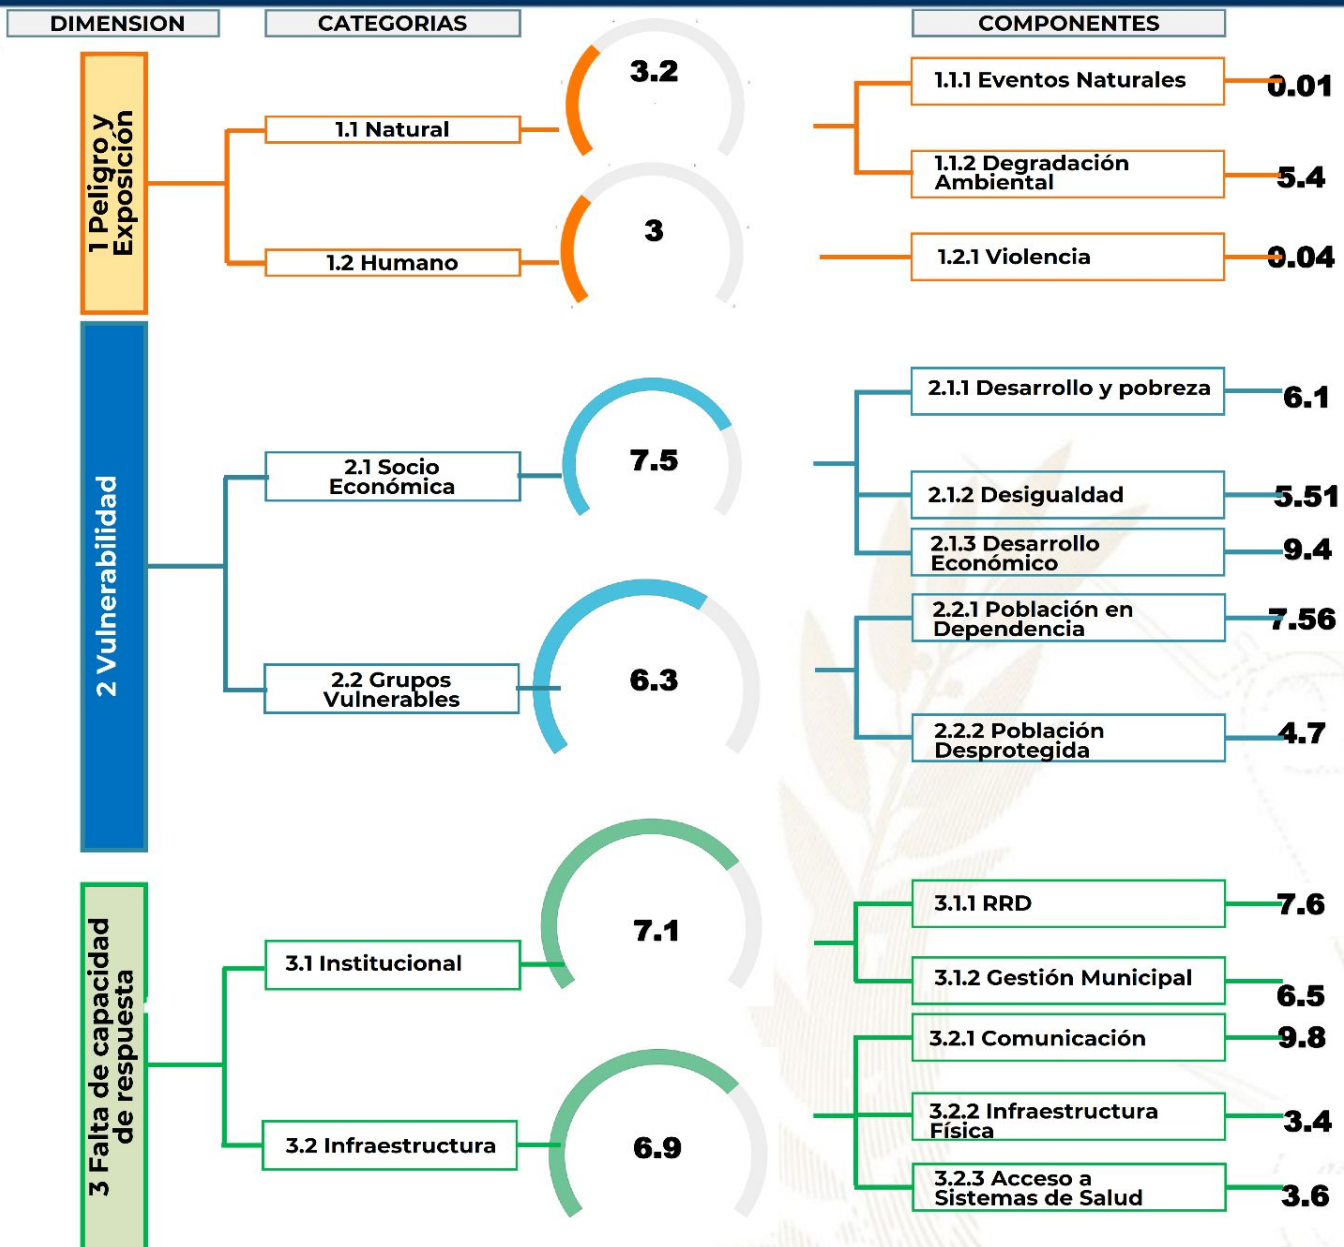 DIMENSION
CATEGORIAS
COMPONENTES
1 Peligro y
Exposición
1.1 Natural
3.2
1.1.1 Eventos Naturales
0.01
1.1.2 Degradación
Ambiental
5.4
1.2 Humano
3
1.2.1 Violencia
0.04
2 Vulnerabilidad
2.1 Socio
Económica
7.5
2.1.1 Desarrollo y pobreza
6.1
2.1.2 Desigualdad
5.51
2.1.3 Desarrollo
Económico
9.4
2.2 Grupos
Vulnerables
6.3
2.2.1 Población en
Dependencia
7.56
2.2.2 Población
Desprotegida
4.7
3 Falta de capacidad
de respuesta
3.1 Institucional
7.1
3.1.1 RRD
7.6
3.1.2 Gestión Municipal
6.5
3.2 Infraestructura
6.9
3.2.1 Comunicación
9.8
3.2.2 Infraestructura
Física
3.4
3.2.3 Acceso a
Sistemas de Salud
3.6